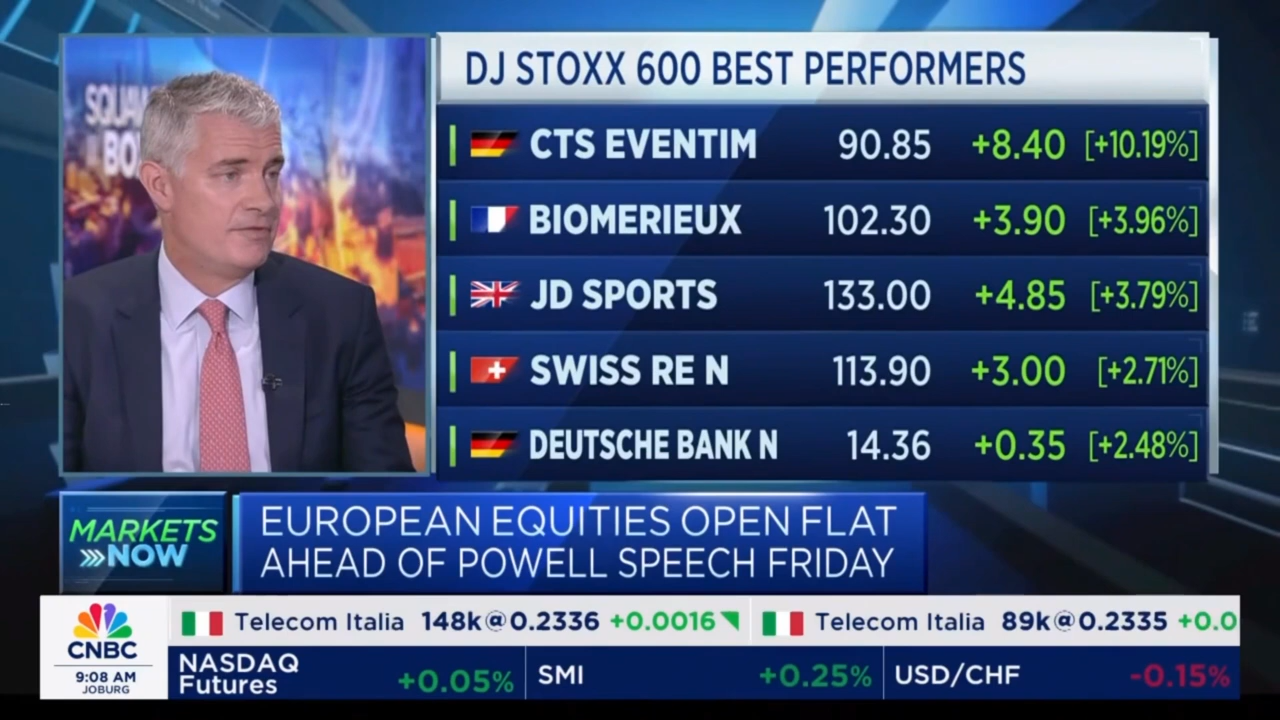 DJ STOXX 600 BEST PERFORMERS
CTS EVENTIM 90.85 +8.40 [+10.19%]
BIOMERIEUX 102.30 +3.90 [+3.96%]
JD SPORTS 133.00 +4.85 [+3.79%]
SWISS RE N 113.90 +3.00 [+2.71%]
DEUTSCHE BANK N 14.36 +0.35 [+2.48%]
MARKETS
NOW
EUROPEAN EQUITIES OPEN FLAT
AHEAD OF POWELL SPEECH FRIDAY
Telecom Italia 148k@0.2336 +0.0016 Telecom Italia 89k@0.2335 +0.0
CNBC
9:08 AM
JOBURG
NASDAQ
Futures +0.05%
SMI +0.25%
USD/CHF -0.15%